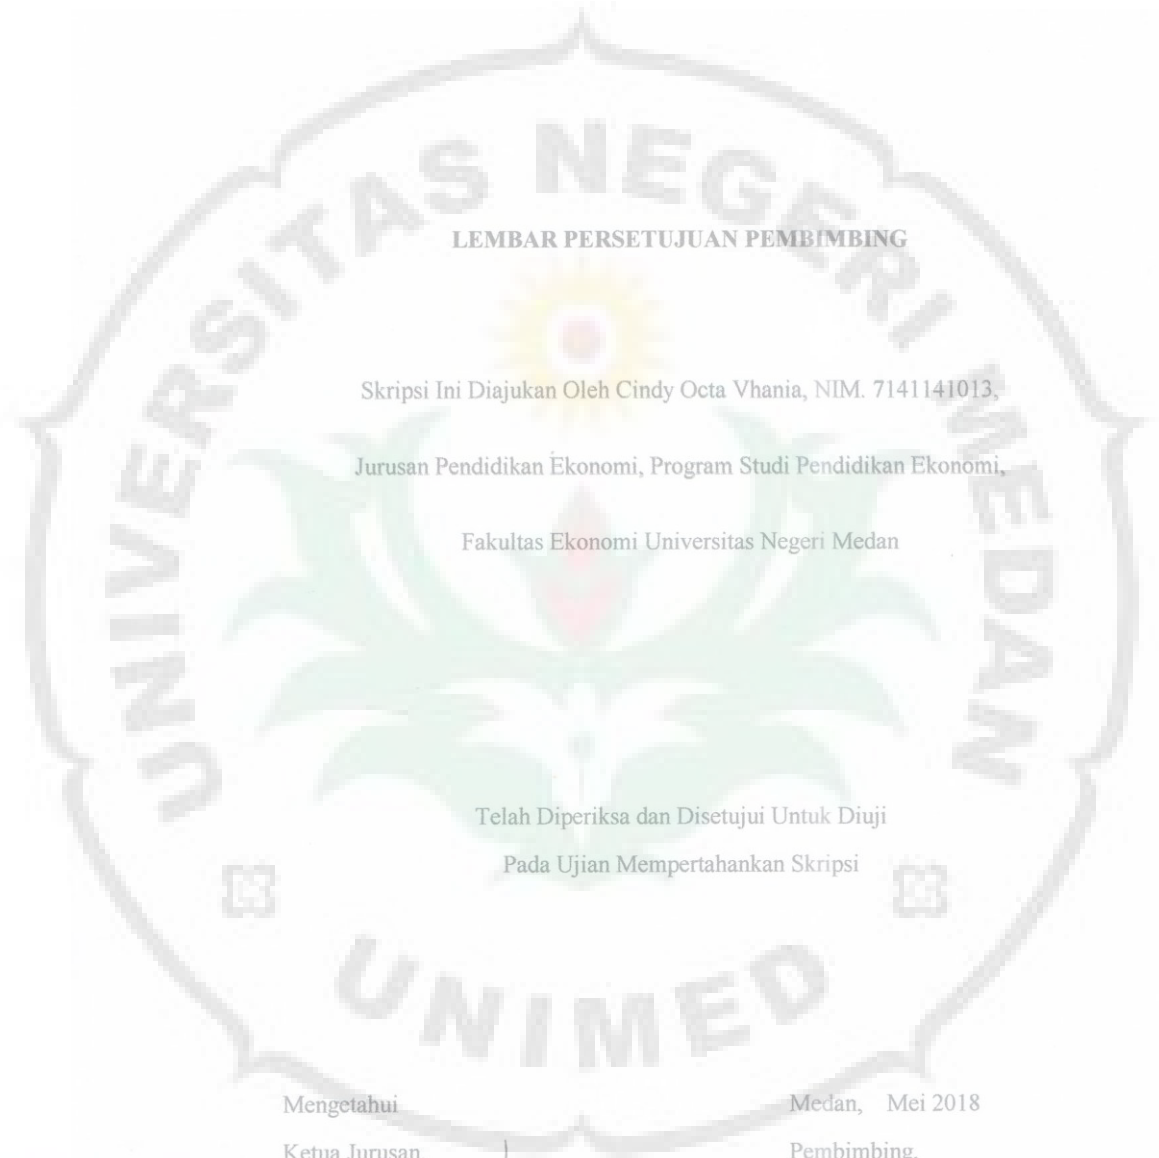 UNIVERSITAS NEGERI MEDAN
LEMBAR PERSETUJUAN PEMBIMBING
Skripsi Ini Diajukan Oleh Cindy Octa Vhania, NIM. 7141141013,
Jurusan Pendidikan Ekonomi, Program Studi Pendidikan Ekonomi,
Fakultas Ekonomi Universitas Negeri Medan
Telah Diperiksa dan Disetujui Untuk Diuji
Pada Ujian Mempertahankan Skripsi
UNIMED
Mengetahui Medan, Mei 2018
Ketua Jurusan Pembimbing,